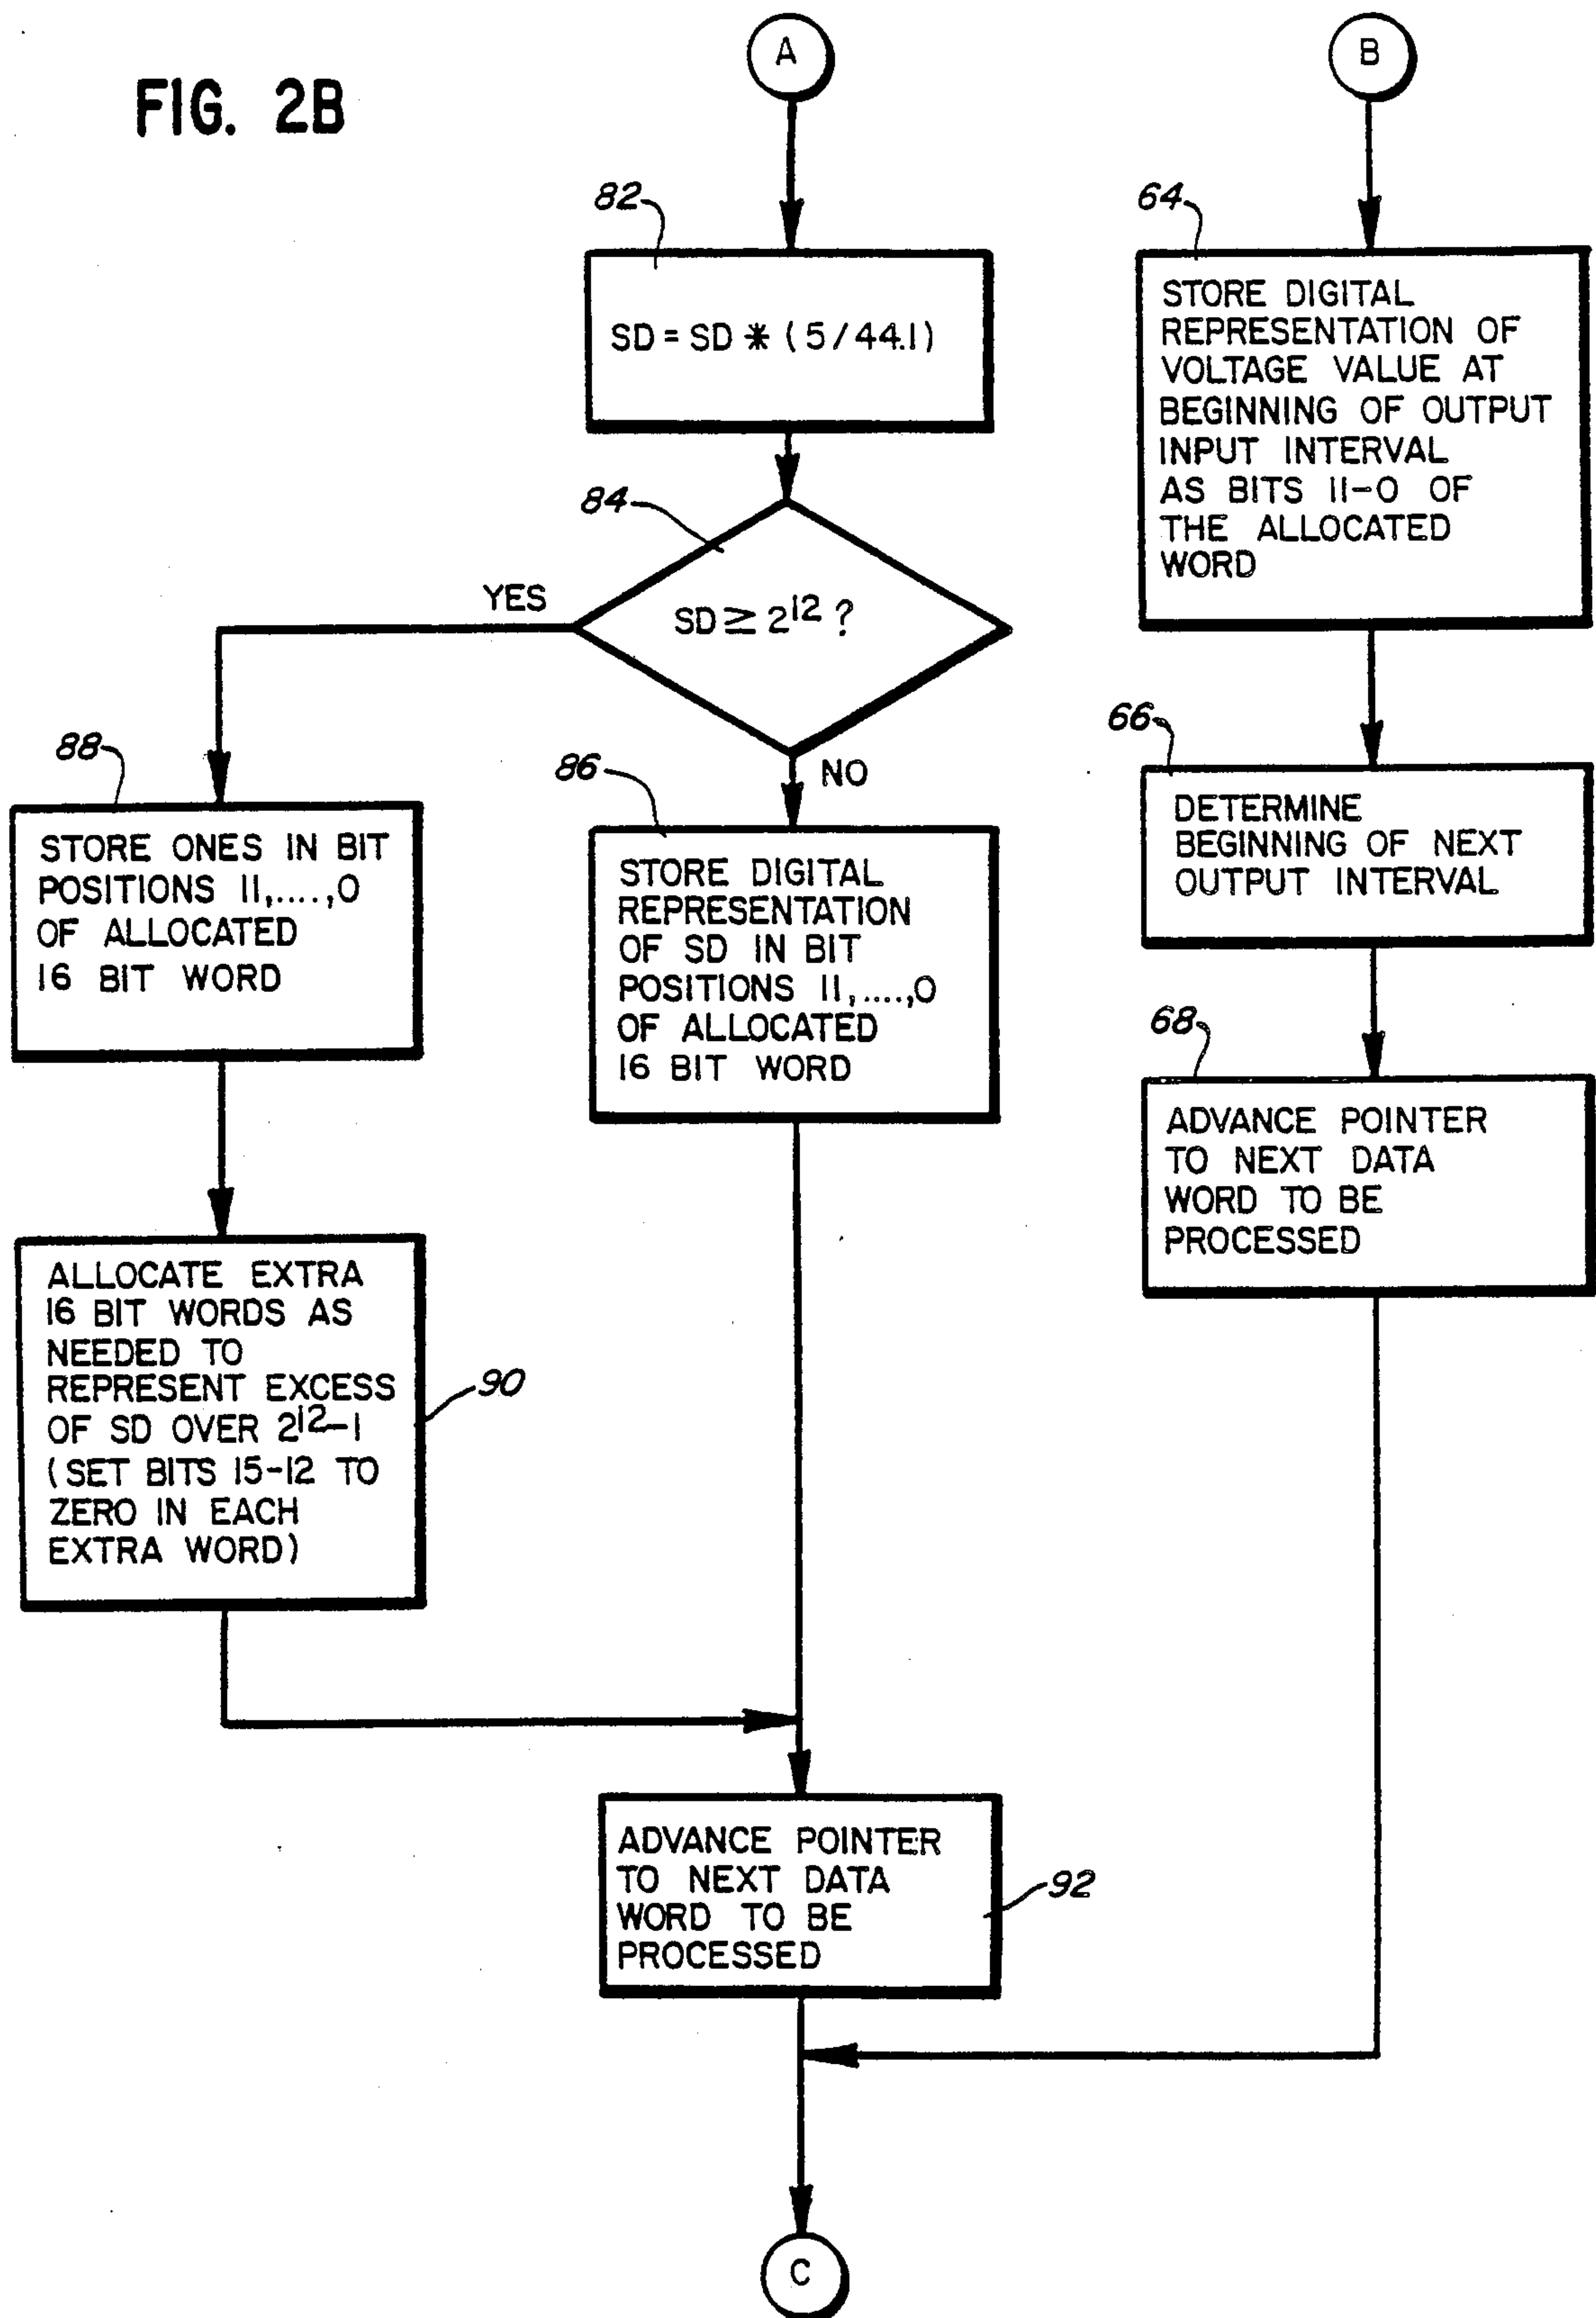 FIG. 2B
A
B
82
SD = SD * (5/44.1)
84
SD ≥ 2¹² ?
YES
NO
88
STORE ONES IN BIT
POSITIONS 11,....,0
OF ALLOCATED
16 BIT WORD
86
STORE DIGITAL
REPRESENTATION
OF SD IN BIT
POSITIONS 11,....,0
OF ALLOCATED
16 BIT WORD
ALLOCATE EXTRA
16 BIT WORDS AS
NEEDED TO
REPRESENT EXCESS
OF SD OVER 2¹²-1
(SET BITS 15-12 TO
ZERO IN EACH
EXTRA WORD)
90
ADVANCE POINTER
TO NEXT DATA
WORD TO BE
PROCESSED
92
64
STORE DIGITAL
REPRESENTATION OF
VOLTAGE VALUE AT
BEGINNING OF OUTPUT
INPUT INTERVAL
AS BITS 11-0 OF
THE ALLOCATED
WORD
66
DETERMINE
BEGINNING OF NEXT
OUTPUT INTERVAL
68
ADVANCE POINTER
TO NEXT DATA
WORD TO BE
PROCESSED
C